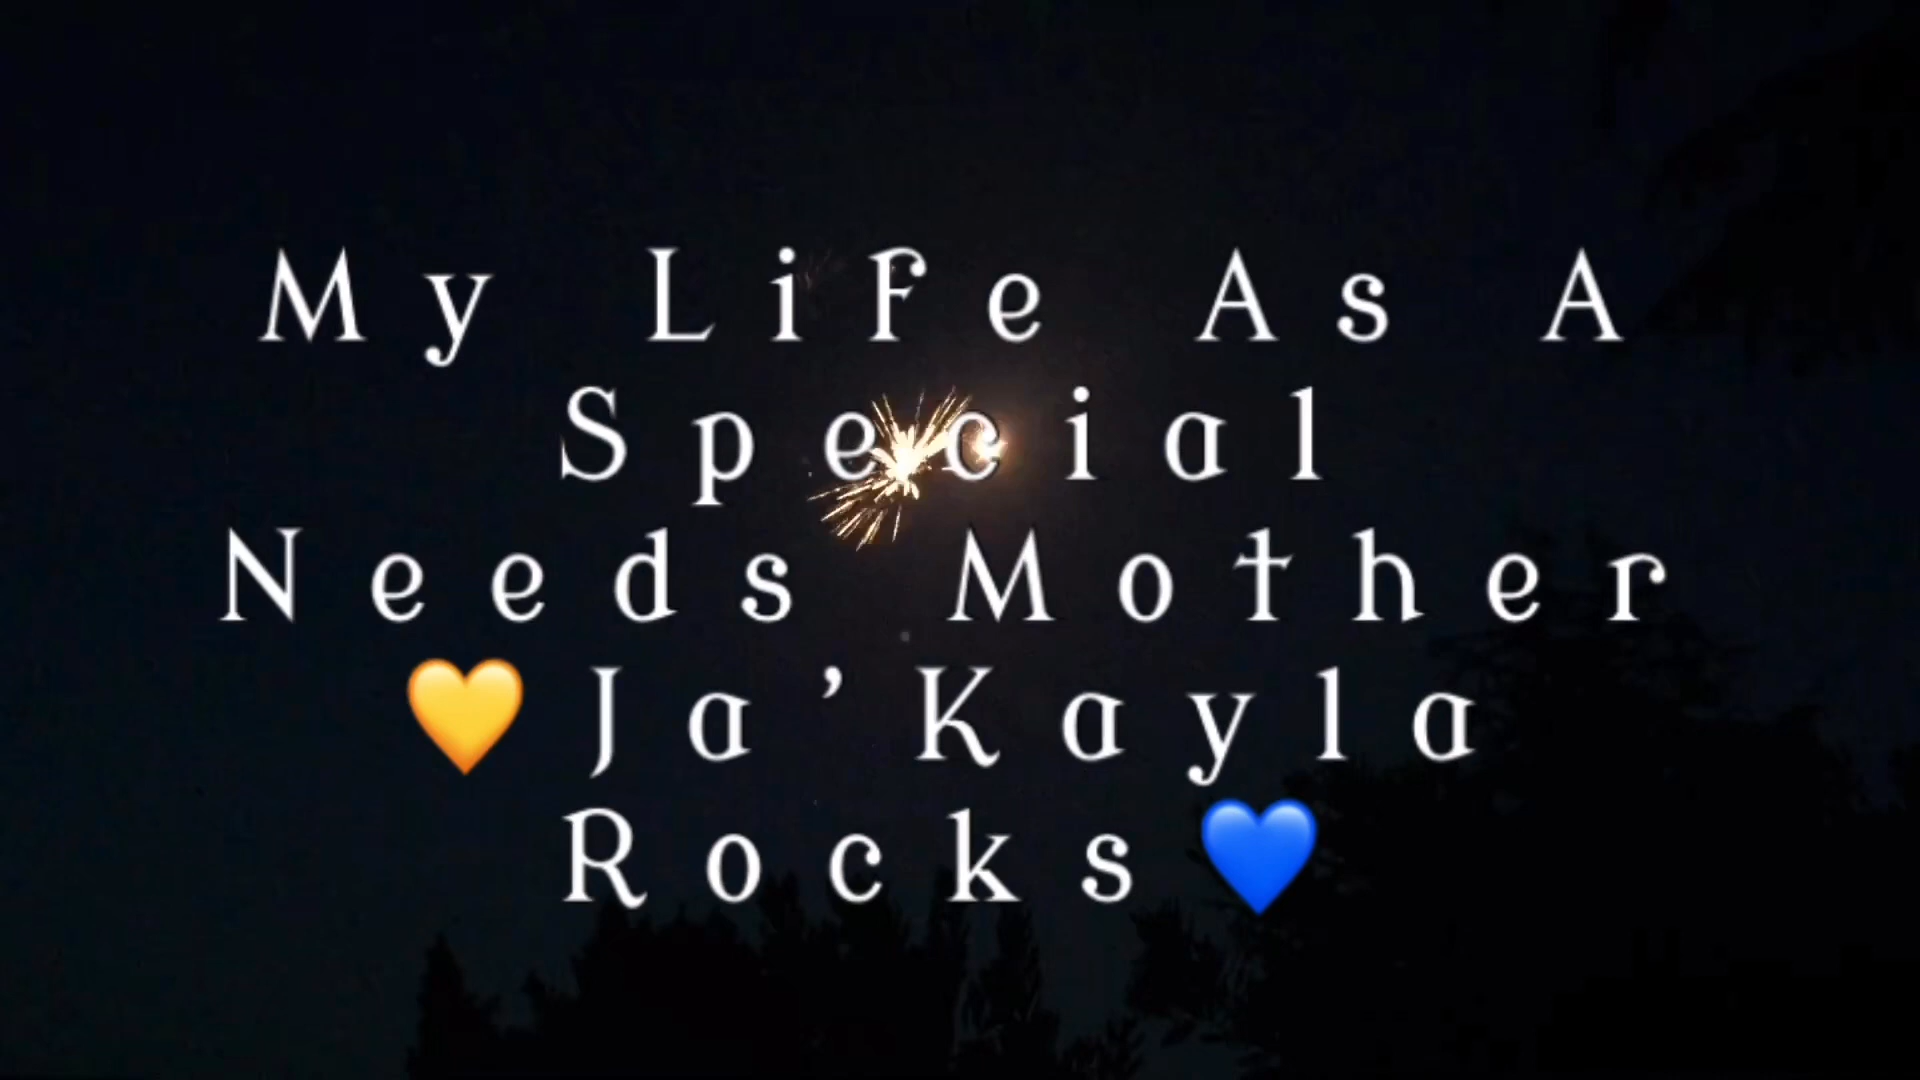 My Life As A
Special
Needs Mother
💛Ja’Kayla
Rocks💙